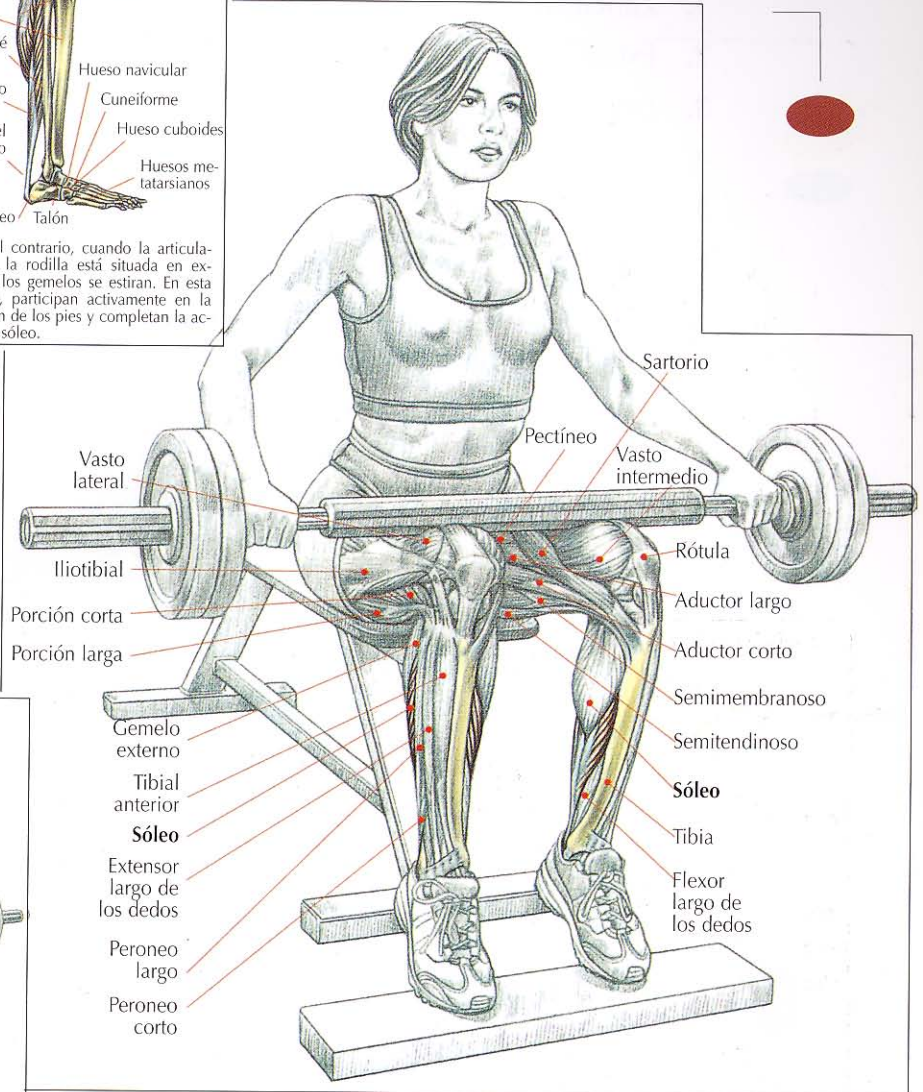 Hueso navicular
Cuneiforme
Hueso cuboides
Huesos me-
tatarsianos
Talón
contrario, cuando la articula-
la rodilla está situada en ex-
los gemelos se estiran. En esta
participan activamente en la
de los pies y completan la ac-
sóleo.
Sartorio
Pectíneo
Vasto
intermedio
Rótula
Aductor largo
Aductor corto
Semimembranoso
Semitendinoso
Sóleo
Tibia
Flexor
largo de
los dedos
Vasto
lateral
Iliotibial
Porción corta
Porción larga
Gemelo
externo
Tibial
anterior
Sóleo
Extensor
largo de
los dedos
Peroneo
largo
Peroneo
corto